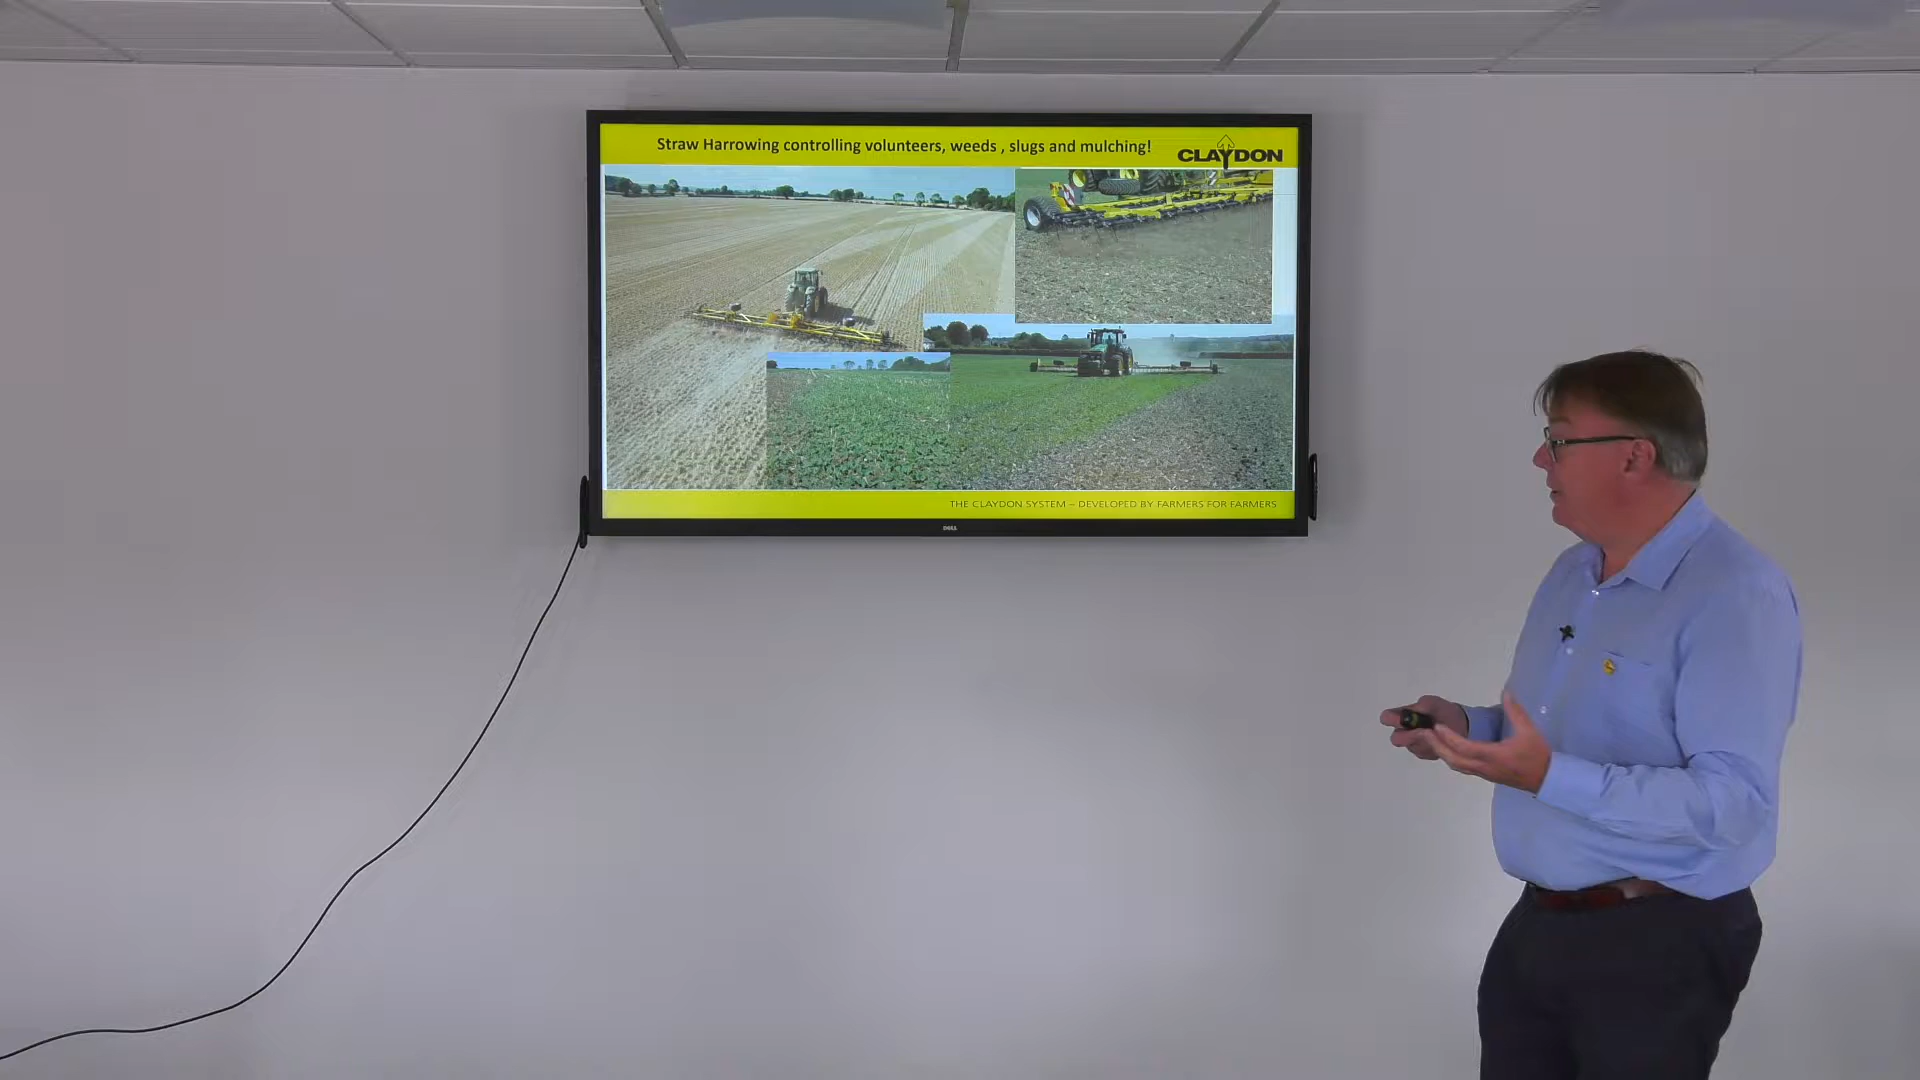 Straw Harrowing controlling volunteers, weeds , slugs and mulching!
CLAYDON
THE CLAYDON SYSTEM – DEVELOPED BY FARMERS FOR FARMERS
DELL